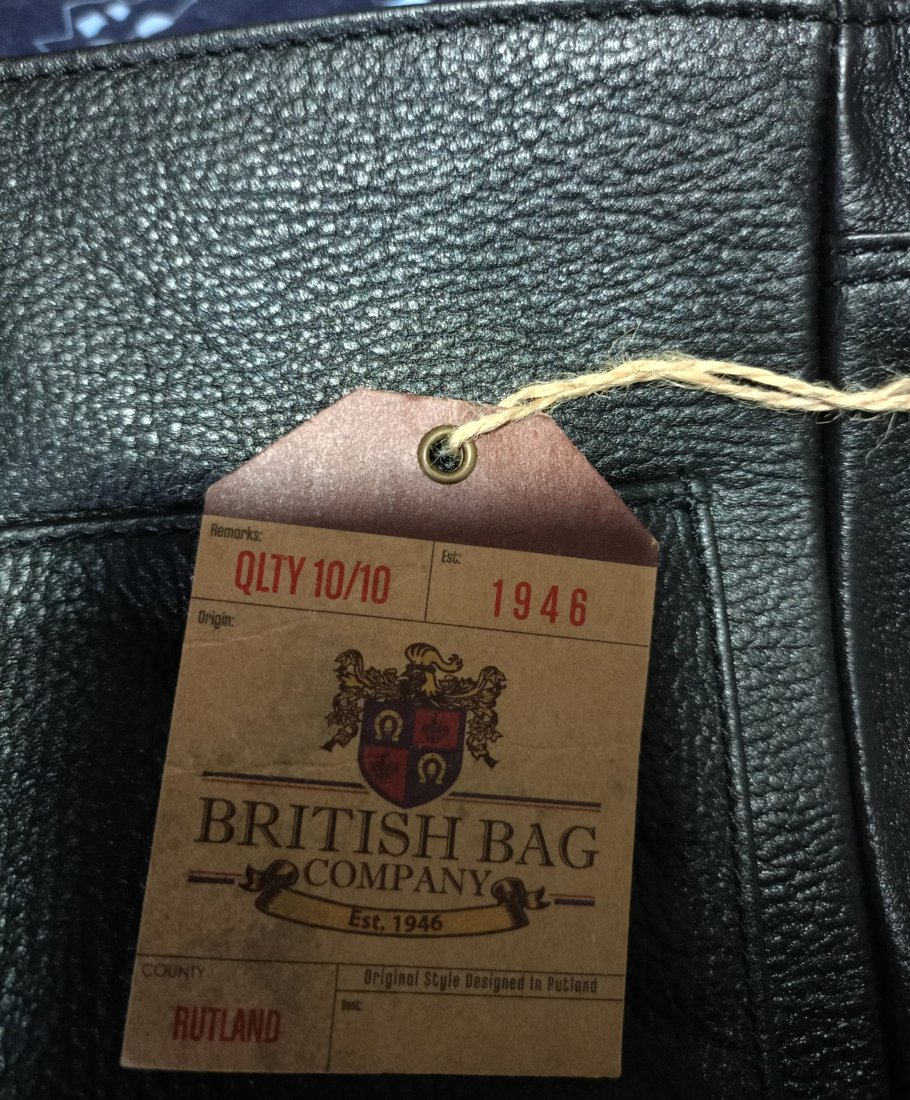 Remarks:
QLTY 10/10
Est:
1946
Origin:
BRITISH BAG
COMPANY
Est. 1946
COUNTY
RUTLAND
Original Style Designed In Rutland
Dest: